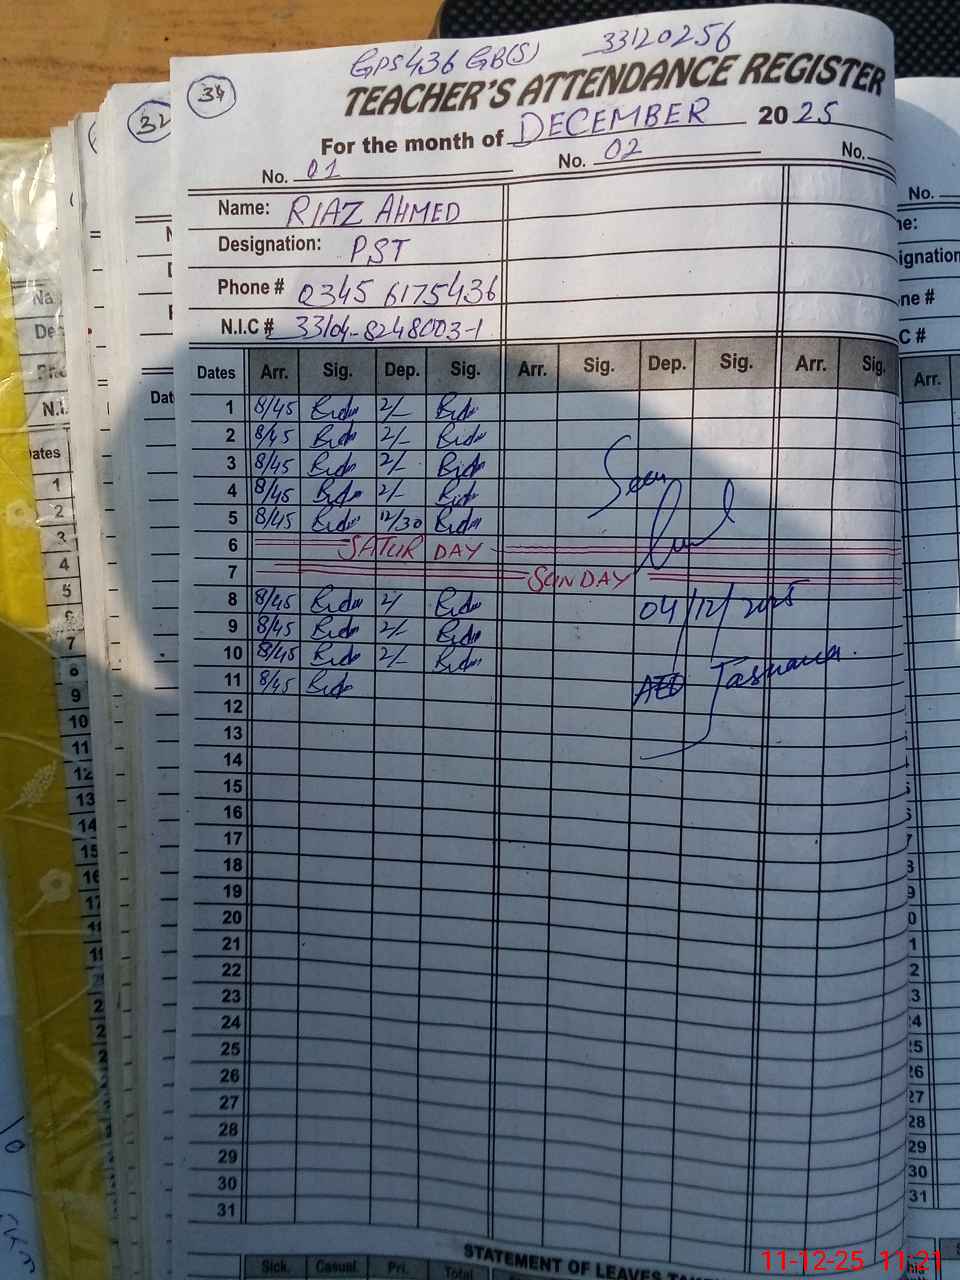 GPS 436 GB(S) 33120256
34
TEACHER'S ATTENDANCE REGISTER
32
For the month of DECEMBER 2025
No. 01 No. 02 No.
No.
Name: RIAZ AHMED
Designation: PST
Phone # 0345 6175436
N.I.C # 33104-8248003-1
Dates Arr. Sig. Dep. Sig. Arr. Sig. Dep. Sig. Arr. Sig.
Arr.
1 8/45 2/-
2 8/45 2/-
3 8/45 2/-
4 8/45 2/- Seen
5 8/45 12/30
6 SATURDAY
7 SUNDAY
8 8/45 2/ 04/12/2025
9 8/45 2/-
10 8/45 2/-
11 8/45 AEO
12
13
14
15
16
17
18
19
20
21
22
23
24
25
26
27
28
29
30
31
STATEMENT OF LEAVES
Sick. Casual. Pri. Total
11-12-25 11:21